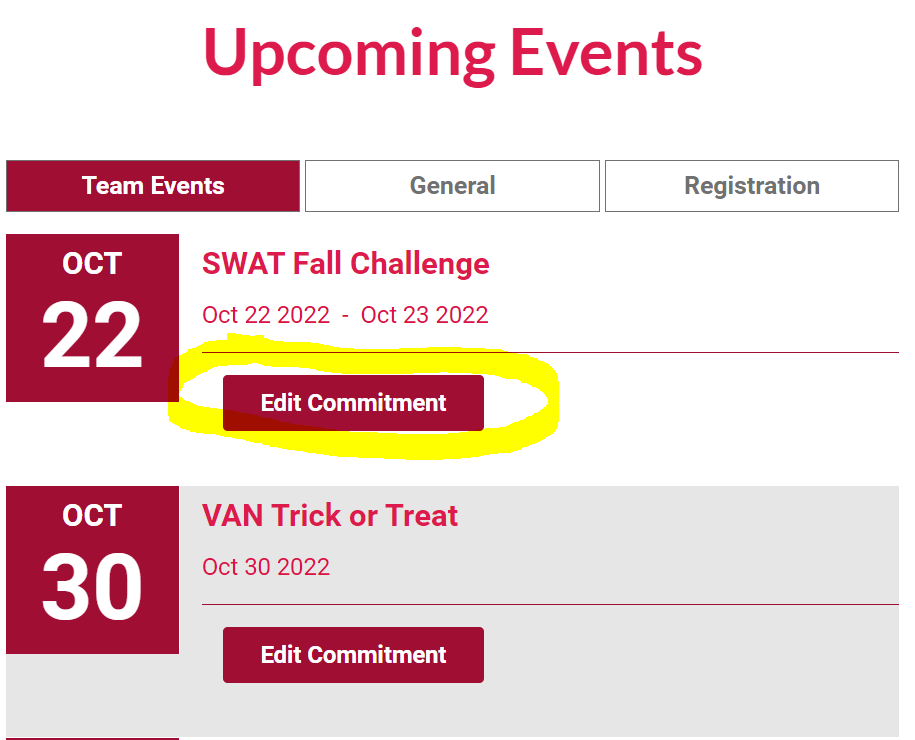 Upcoming Events
Team Events
General
Registration
OCT
22
SWAT Fall Challenge
Oct 22 2022 - Oct 23 2022
Edit Commitment
OCT
30
VAN Trick or Treat
Oct 30 2022
Edit Commitment